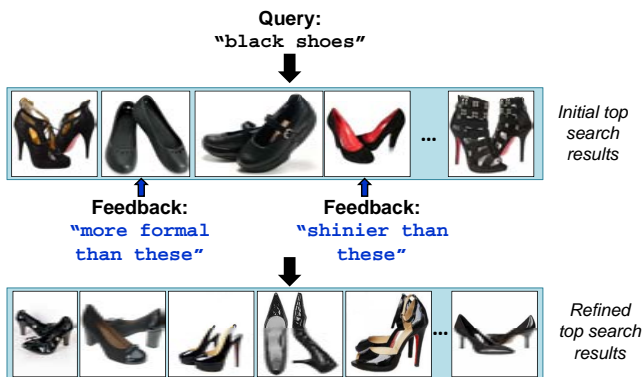 Query:
“black shoes”
Initial top
search
results
...
Feedback:
“more formal
than these”
Feedback:
“shinier than
these”
Refined
top search
results
...